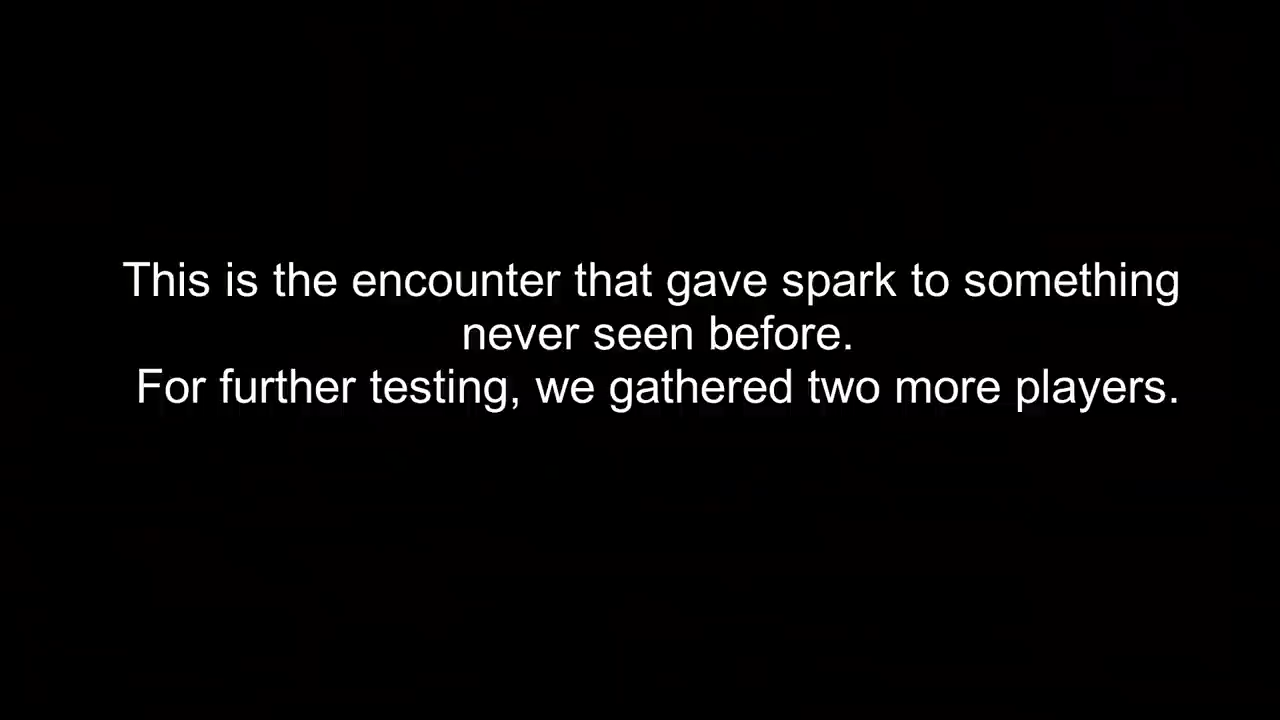 This is the encounter that gave spark to something
never seen before.
For further testing, we gathered two more players.